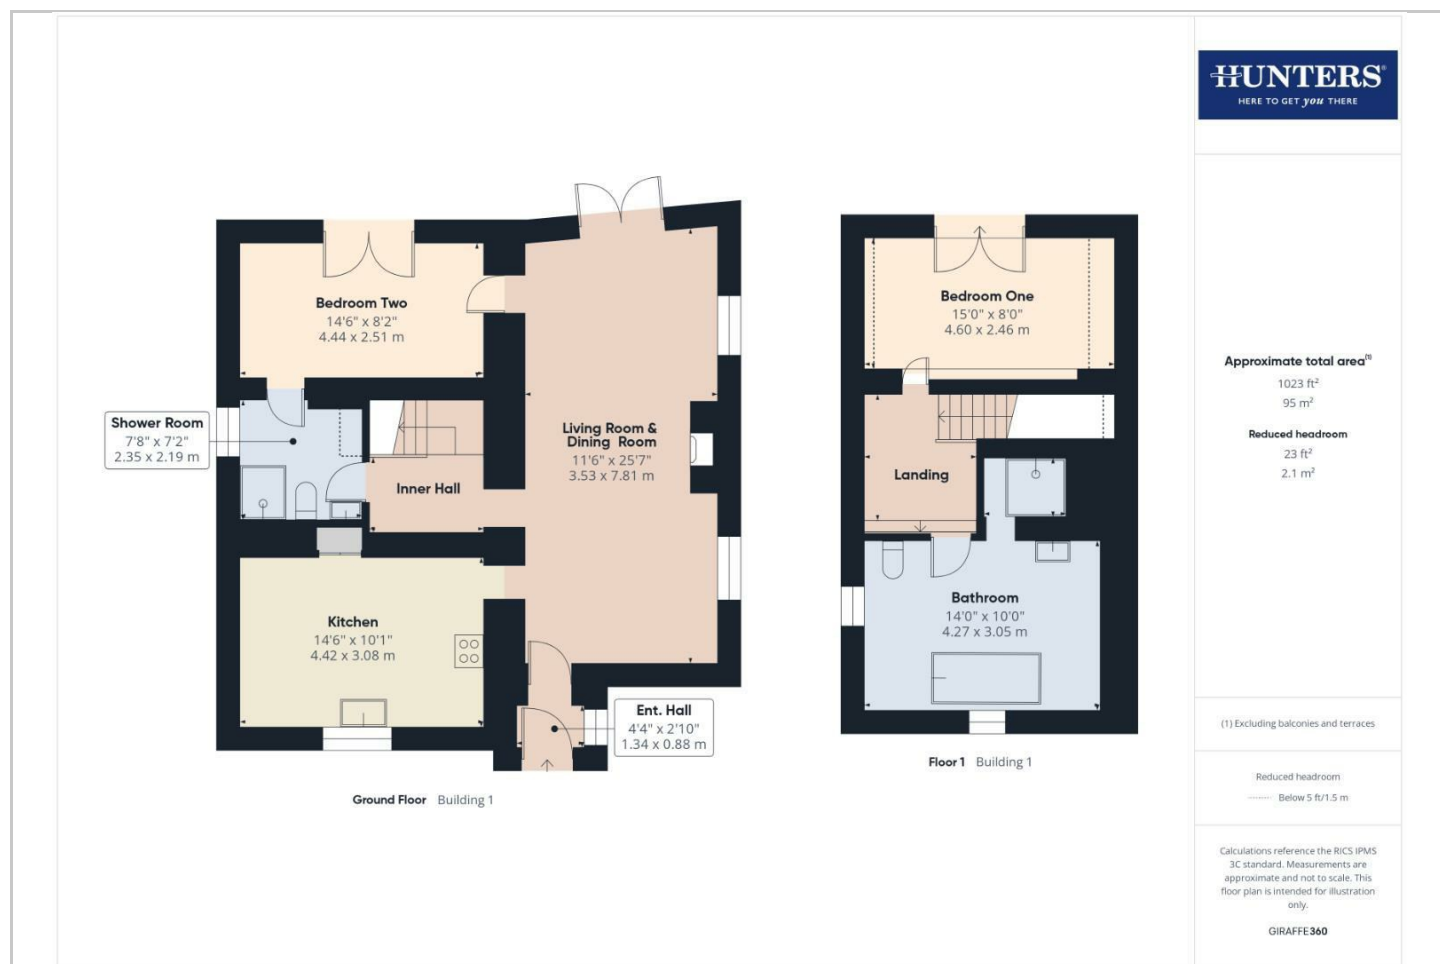 HUNTERS®
HERE TO GET you THERE
Bedroom Two
14'6" x 8'2"
4.44 x 2.51 m
Shower Room
7'8" x 7'2"
2.35 x 2.19 m
Inner Hall
Living Room &
Dining Room
11'6" x 25'7"
3.53 x 7.81 m
Kitchen
14'6" x 10'1"
4.42 x 3.08 m
Ent. Hall
4'4" x 2'10"
1.34 x 0.88 m
Ground Floor Building 1
Bedroom One
15'0" x 8'0"
4.60 x 2.46 m
Landing
Bathroom
14'0" x 10'0"
4.27 x 3.05 m
Floor 1 Building 1
Approximate total area(1)
1023 ft²
95 m²
Reduced headroom
23 ft²
2.1 m²
(1) Excluding balconies and terraces
Reduced headroom
Below 5 ft/1.5 m
Calculations reference the RICS IPMS
3C standard. Measurements are
approximate and not to scale. This
floor plan is intended for illustration
only.
GIRAFFE360